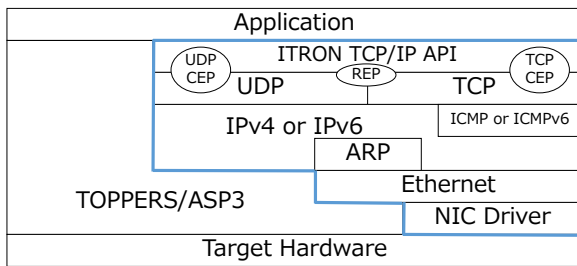 Application
UDP
CEP
ITRON TCP/IP API
TCP
CEP
REP
UDP
TCP
IPv4 or IPv6
ICMP or ICMPv6
ARP
Ethernet
TOPPERS/ASP3
NIC Driver
Target Hardware